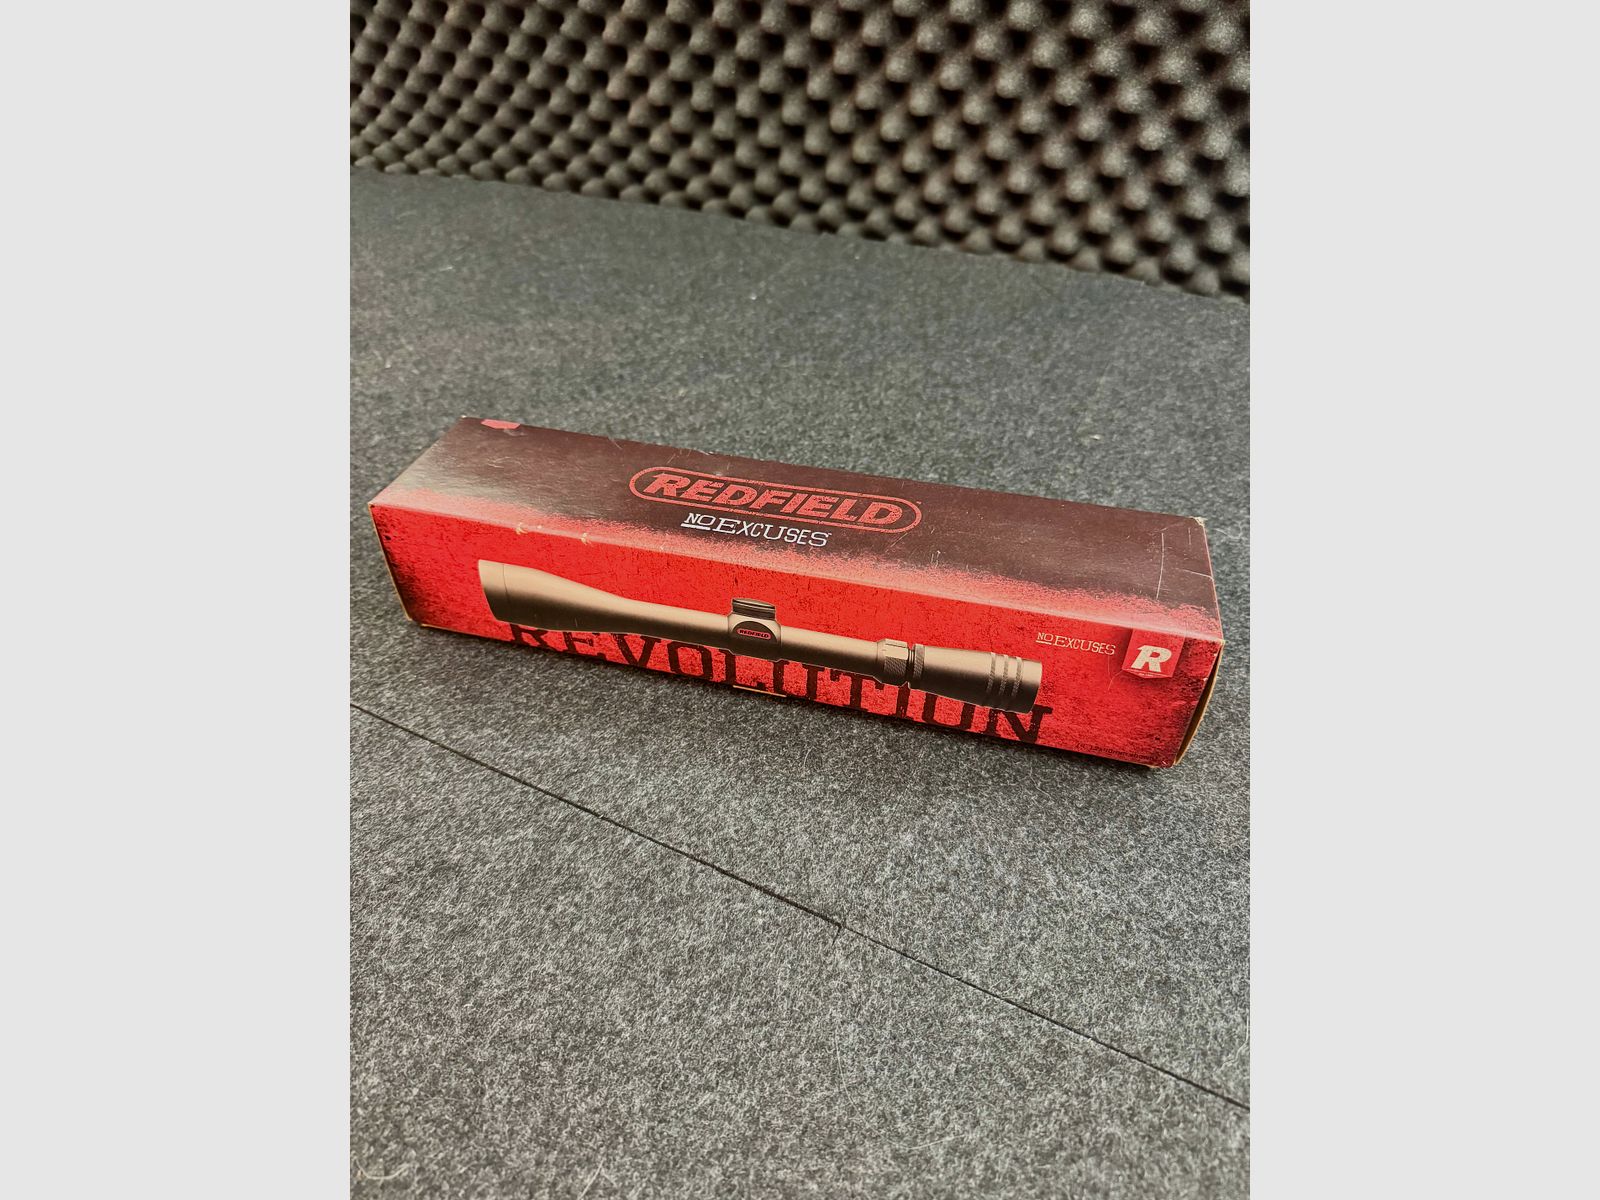 REDFIELD
NO EXCUSES
REDFIELD
REVOLUTION
NO EXCUSES
R